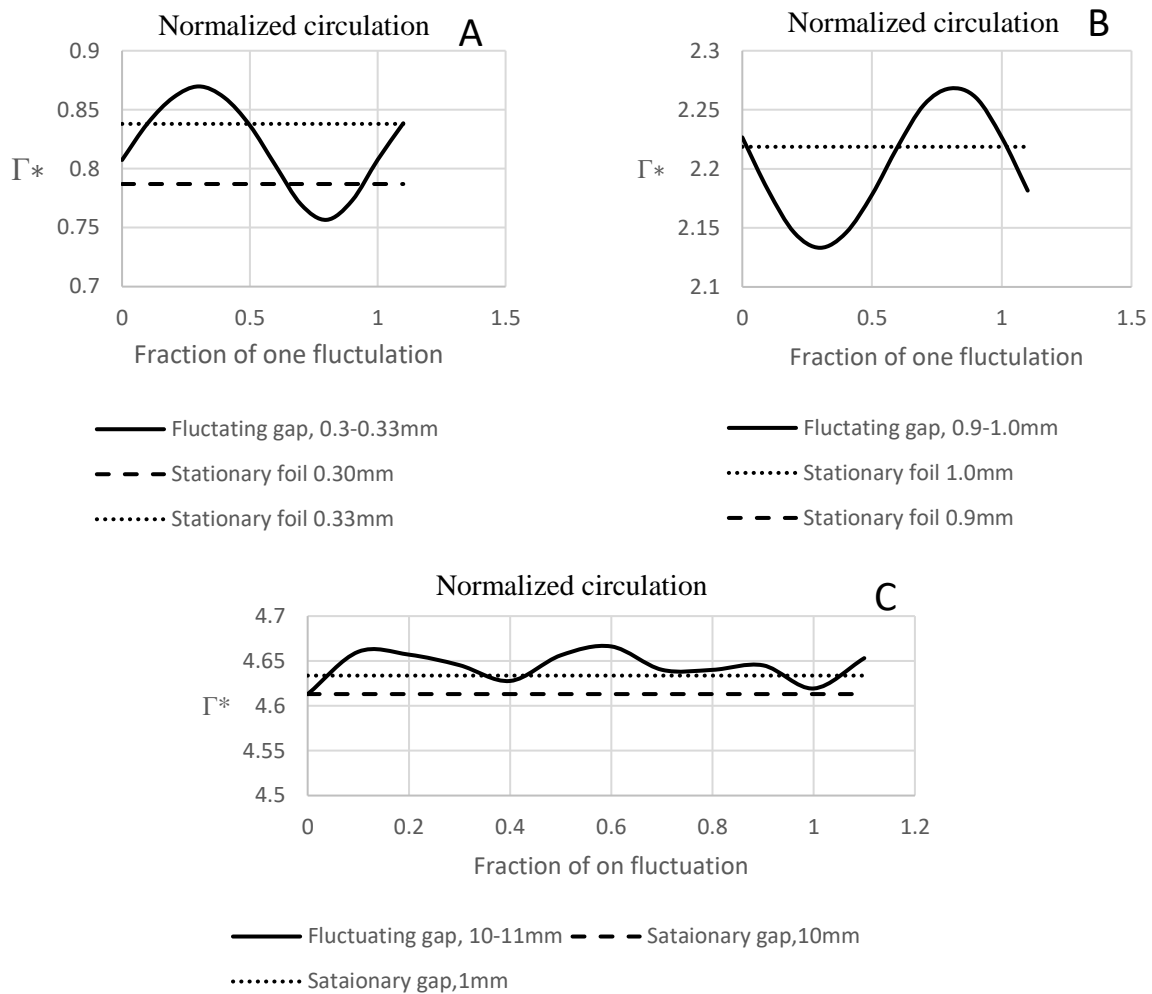 Normalized circulation A
0.9
0.85
0.8
0.75
0.7
Γ*
0 0.5 1 1.5
Fraction of one fluctulation
Fluctating gap, 0.3-0.33mm
Stationary foil 0.30mm
Stationary foil 0.33mm
Normalized circulation B
2.3
2.25
2.2
2.15
2.1
Γ*
0 0.5 1 1.5
Fraction of one fluctulation
Fluctating gap, 0.9-1.0mm
Stationary foil 1.0mm
Stationary foil 0.9mm
Normalized circulation C
4.7
4.65
4.6
4.55
4.5
Γ*
0 0.2 0.4 0.6 0.8 1 1.2
Fraction of on fluctuation
Fluctuating gap, 10-11mm Sataionary gap,10mm
Sataionary gap,1mm